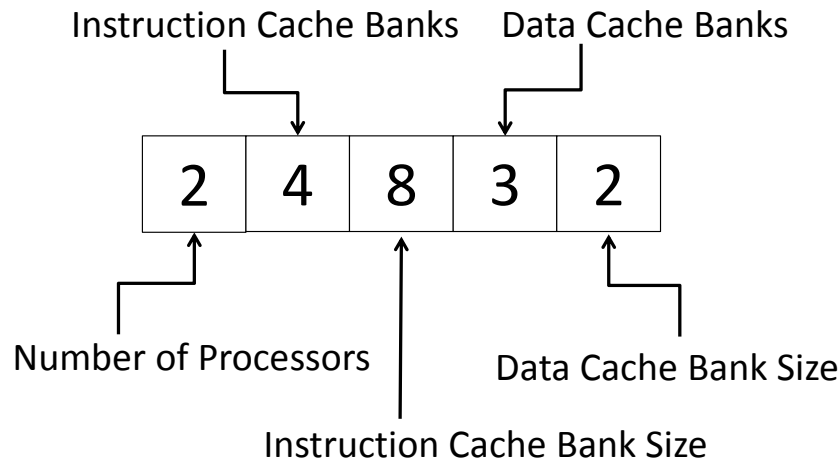 Instruction Cache Banks Data Cache Banks
2 4 8 3 2
Number of Processors
Data Cache Bank Size
Instruction Cache Bank Size